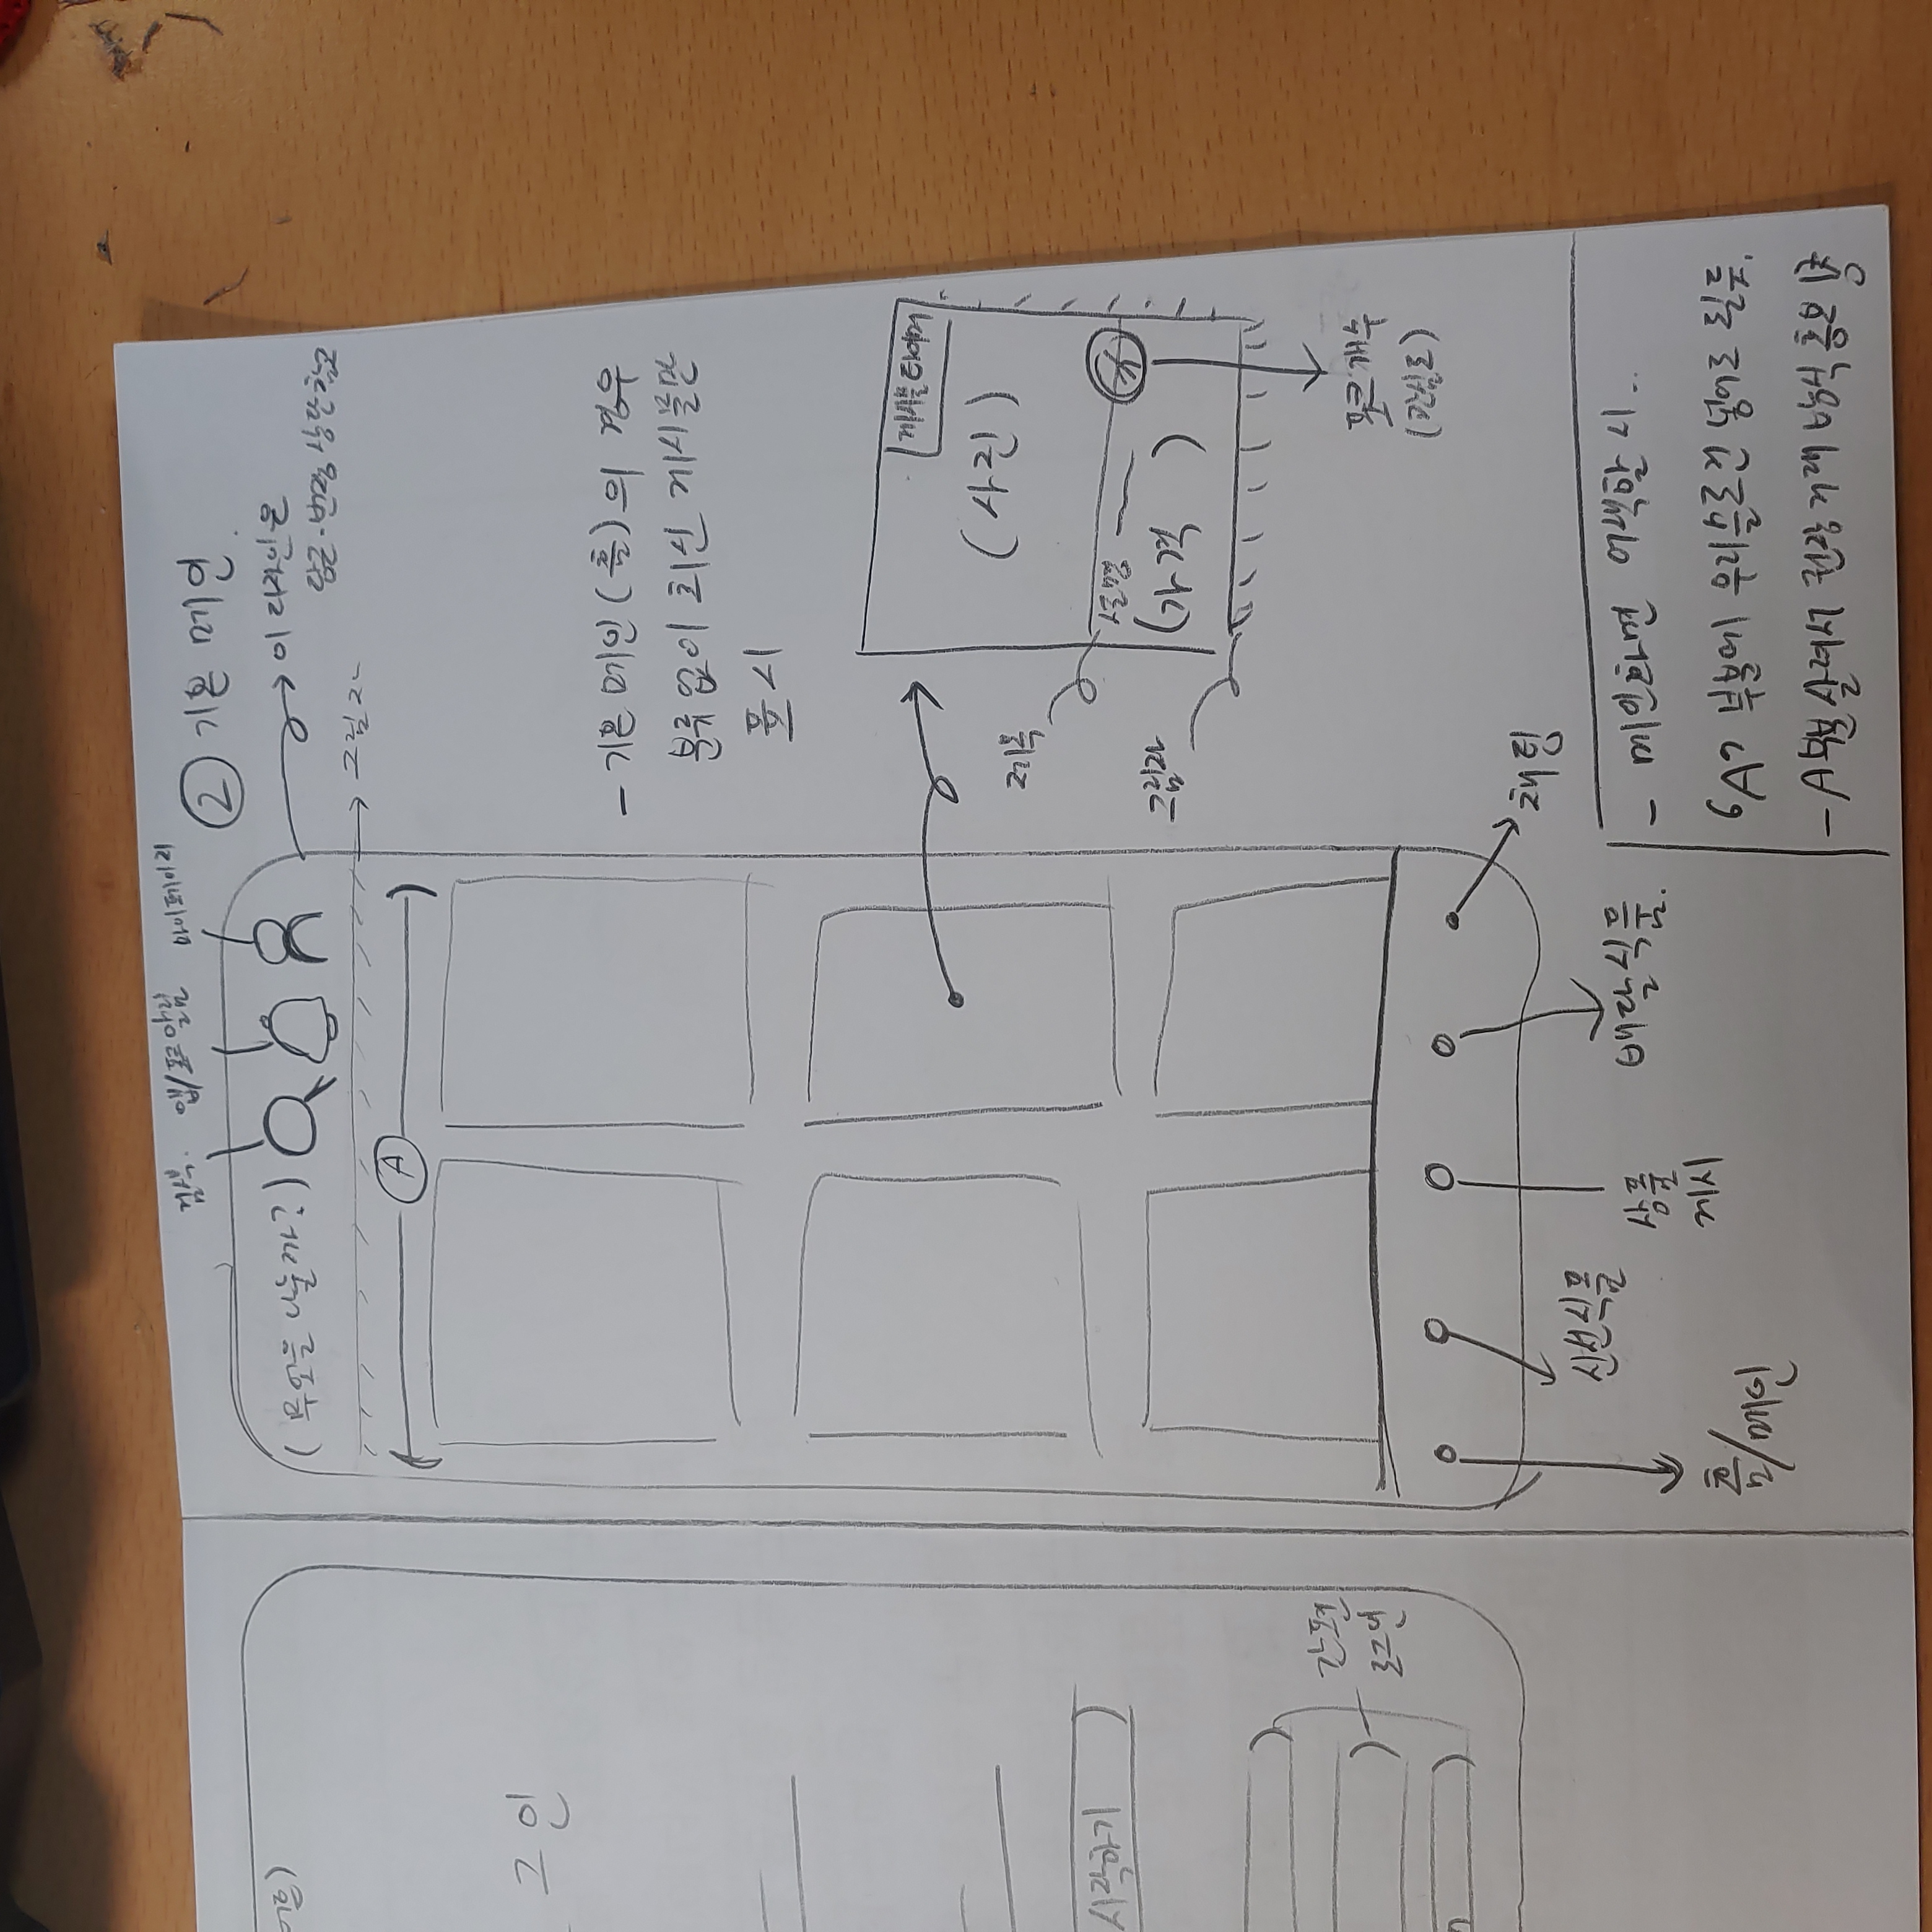 어른)
그인
시작하기
간편
로그인
검색.
앱/포크 알림
마이페이지
② 기본 메인.
(무엇을 나눌까?)
이 디자인은
당근·번장 상단 참고
그림자
A
- 기본 메인(홈)의 경우
분류없이 최신 게시물만
표시
게시물 타이머
(사진)
제목
설명
그림자
(가격 )
포크 개수
(관심도)
채팅
신선식품
배달식품.
상품
게시
홈/메인
- 메인화면 어색할 시..
'A' 부분에 우리슬로건 넣어도 될듯.
- A부분 살려서 권장 거래 방식 홍보